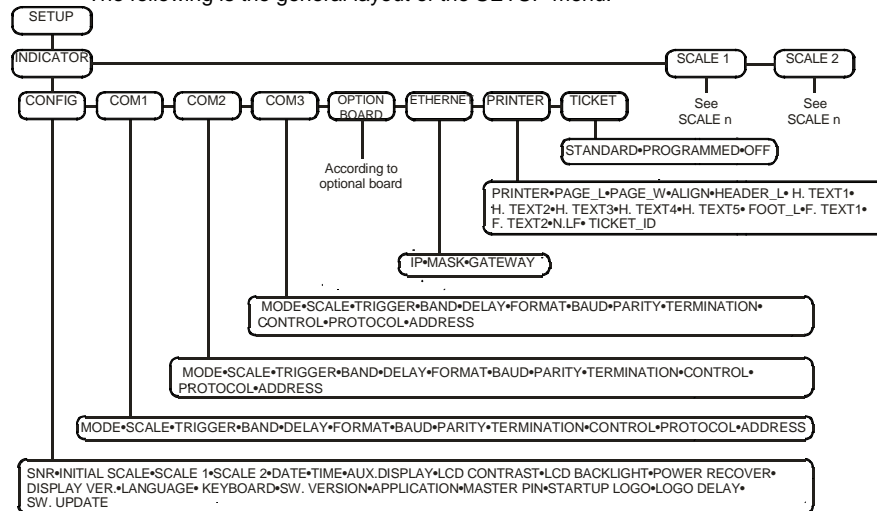 The following is the general layout of the SETUP menu:
SETUP
INDICATOR
SCALE 1
SCALE 2
CONFIG
COM1
COM2
COM3
OPTION
BOARD
ETHERNET
PRINTER
TICKET
See
SCALE n
See
SCALE n
According to
optional board
STANDARD•PROGRAMMED•OFF
PRINTER•PAGE_L•PAGE_W•ALIGN•HEADER_L• H. TEXT1•
H. TEXT2•H. TEXT3•H. TEXT4•H. TEXT5• FOOT_L•F. TEXT1•
F. TEXT2•N.LF• TICKET_ID
IP•MASK•GATEWAY
MODE•SCALE•TRIGGER•BAND•DELAY•FORMAT•BAUD•PARITY•TERMINATION•
CONTROL•PROTOCOL•ADDRESS
MODE•SCALE•TRIGGER•BAND•DELAY•FORMAT•BAUD•PARITY•TERMINATION•CONTROL•
PROTOCOL•ADDRESS
MODE•SCALE•TRIGGER•BAND•DELAY•FORMAT•BAUD•PARITY•TERMINATION•CONTROL•PROTOCOL•ADDRESS
SNR•INITIAL SCALE•SCALE 1•SCALE 2•DATE•TIME•AUX.DISPLAY•LCD CONTRAST•LCD BACKLIGHT•POWER RECOVER•
DISPLAY VER.•LANGUAGE• KEYBOARD•SW. VERSION•APPLICATION•MASTER PIN•STARTUP LOGO•LOGO DELAY•
SW. UPDATE